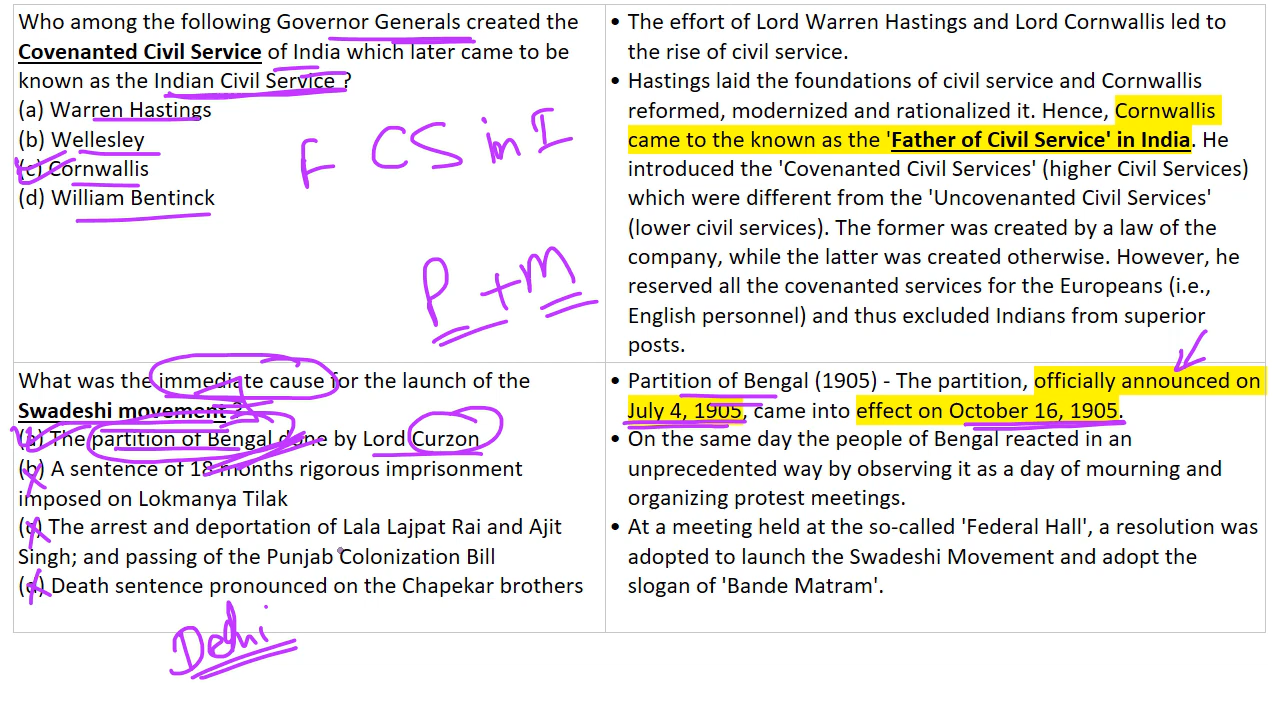 Who among the following Governor Generals created the
Covenanted Civil Service of India which later came to be
known as the Indian Civil Service ?
(a) Warren Hastings
(b) Wellesley
(c) Cornwallis
(d) William Bentinck
F CS in I
P + m
• The effort of Lord Warren Hastings and Lord Cornwallis led to
the rise of civil service.
• Hastings laid the foundations of civil service and Cornwallis
reformed, modernized and rationalized it. Hence, Cornwallis
came to the known as the 'Father of Civil Service' in India. He
introduced the 'Covenanted Civil Services' (higher Civil Services)
which were different from the 'Uncovenanted Civil Services'
(lower civil services). The former was created by a law of the
company, while the latter was created otherwise. However, he
reserved all the covenanted services for the Europeans (i.e.,
English personnel) and thus excluded Indians from superior
posts.
What was the immediate cause for the launch of the
Swadeshi movement ?
(a) The partition of Bengal done by Lord Curzon
(b) A sentence of 18 months rigorous imprisonment
imposed on Lokmanya Tilak
(c) The arrest and deportation of Lala Lajpat Rai and Ajit
Singh; and passing of the Punjab Colonization Bill
(d) Death sentence pronounced on the Chapekar brothers
Delhi
• Partition of Bengal (1905) - The partition, officially announced on
July 4, 1905, came into effect on October 16, 1905.
• On the same day the people of Bengal reacted in an
unprecedented way by observing it as a day of mourning and
organizing protest meetings.
• At a meeting held at the so-called 'Federal Hall', a resolution was
adopted to launch the Swadeshi Movement and adopt the
slogan of 'Bande Matram'.